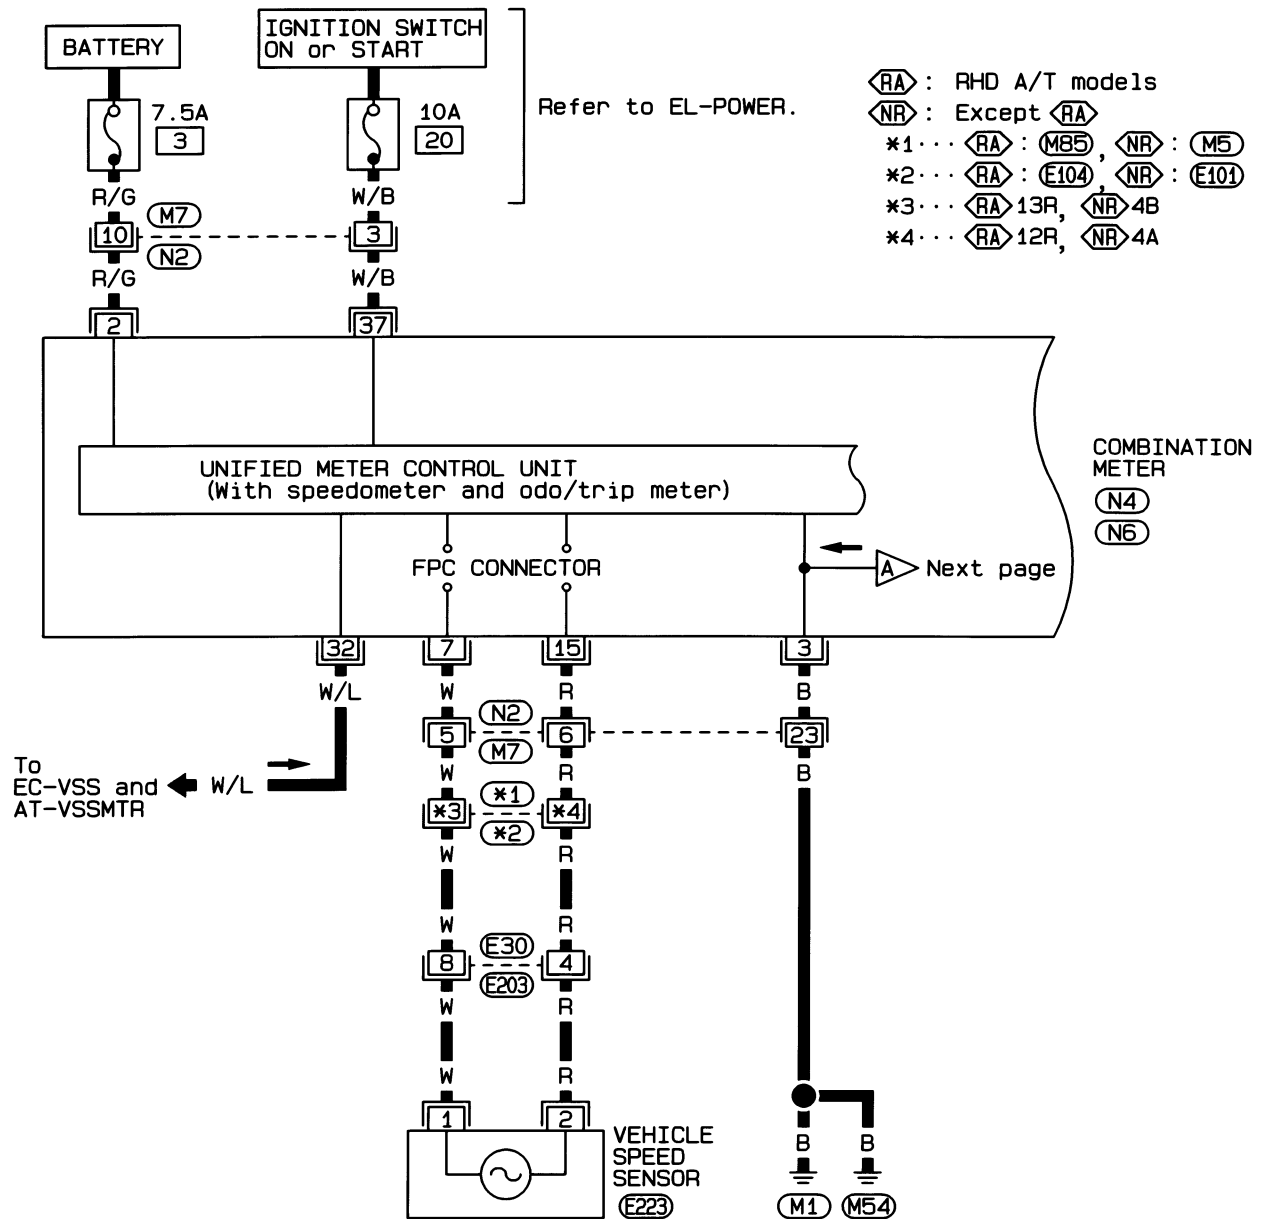 BATTERY
IGNITION SWITCH
ON or START
7.5A
3
10A
20
Refer to EL-POWER.
RA : RHD A/T models
NR : Except RA
*1··· RA : M85 , NR : M5
*2··· RA : E104 , NR : E101
*3··· RA 13R, NR 4B
*4··· RA 12R, NR 4A
R/G
W/B
M7
10
3
N2
R/G
W/B
2
37
UNIFIED METER CONTROL UNIT
(With speedometer and odo/trip meter)
COMBINATION
METER
N4
N6
FPC CONNECTOR
A Next page
32
7
15
3
W/L
W
R
B
N2
5
6
23
M7
W
R
B
To
EC-VSS and
AT-VSSMTR
W/L
*1
*3
*4
*2
W
R
W
R
E30
8
4
E203
W
R
W
R
1
2
VEHICLE
SPEED
SENSOR
E223
B
B
M1
M54